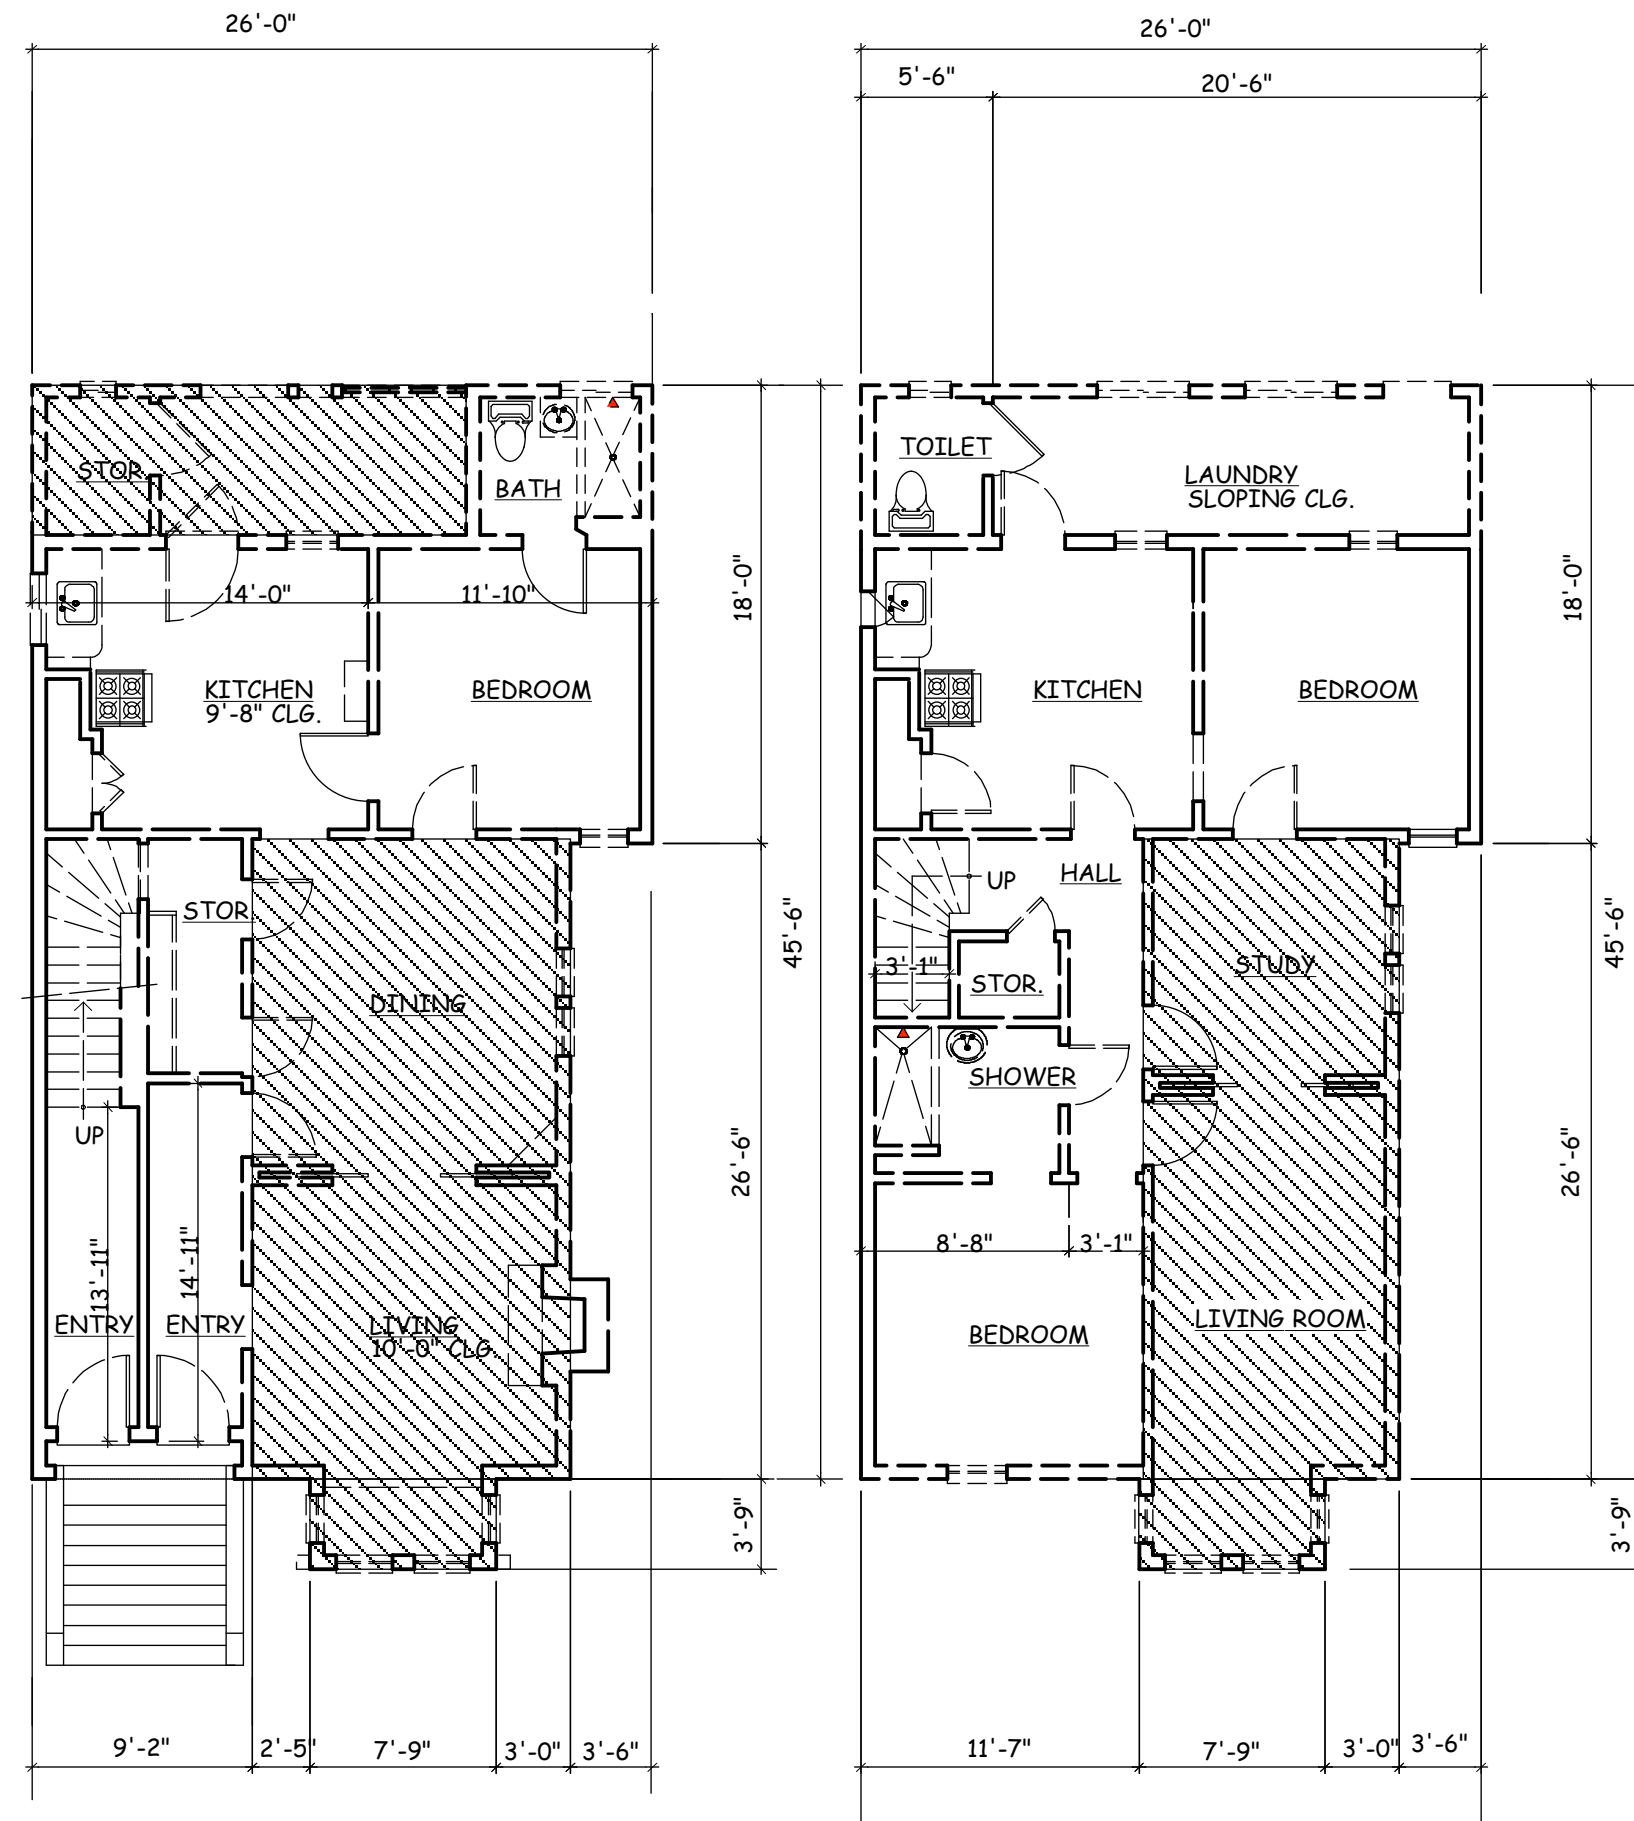 26'-0"
26'-0"
5'-6"
20'-6"
STOR.
BATH
14'-0"
11'-10"
18'-0"
KITCHEN
9'-8" CLG.
BEDROOM
STOR.
DINING
45'-6"
UP
26'-6"
13'-11"
14'-11"
ENTRY
ENTRY
LIVING
10'-0" CLG.
3'-9"
9'-2"
2'-5"
7'-9"
3'-0"
3'-6"
TOILET
LAUNDRY
SLOPING CLG.
18'-0"
KITCHEN
BEDROOM
UP
HALL
3'-1"
STOR.
STUDY
45'-6"
SHOWER
26'-6"
8'-8"
3'-1"
BEDROOM
LIVING ROOM
3'-9"
11'-7"
7'-9"
3'-0"
3'-6"